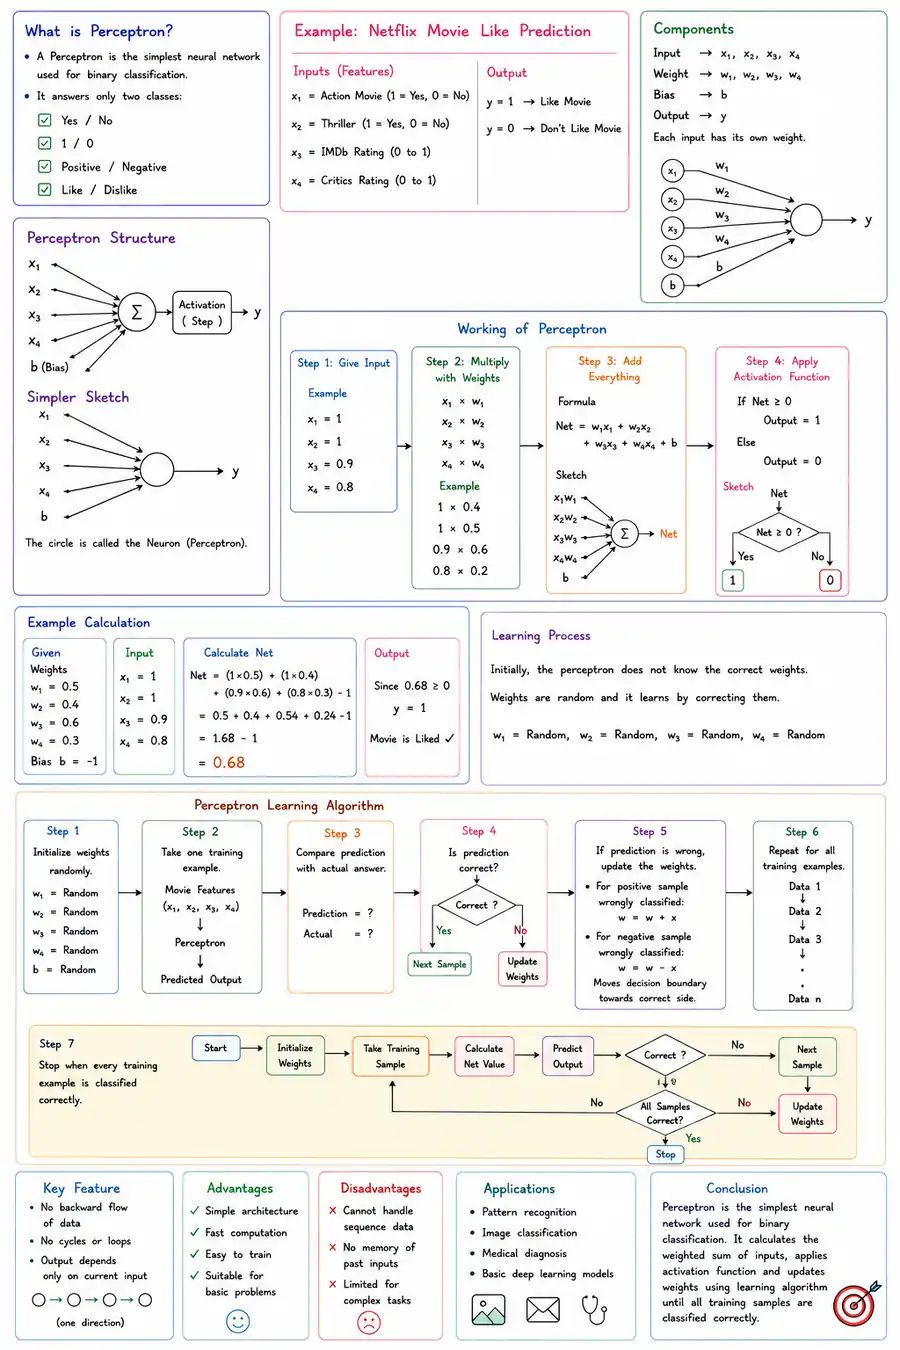 What is Perceptron?
• A Perceptron is the simplest neural network
used for binary classification.
• It answers only two classes:
Yes / No
1 / 0
Positive / Negative
Like / Dislike
Example: Netflix Movie Like Prediction
Inputs (Features)
x₁ = Action Movie (1 = Yes, 0 = No)
x₂ = Thriller (1 = Yes, 0 = No)
x₃ = IMDb Rating (0 to 1)
x₄ = Critics Rating (0 to 1)
Output
y = 1 → Like Movie
y = 0 → Don't Like Movie
Components
Input → x₁, x₂, x₃, x₄
Weight → w₁, w₂, w₃, w₄
Bias → b
Output → y
Each input has its own weight.
x₁ w₁
x₂ w₂
x₃ w₃
x₄ w₄
b b
y
Perceptron Structure
x₁
x₂
x₃
x₄
b (Bias)
Σ
Activation
( Step )
y
Simpler Sketch
x₁
x₂
x₃
x₄
b
y
The circle is called the Neuron (Perceptron).
Working of Perceptron
Step 1: Give Input
Example
x₁ = 1
x₂ = 1
x₃ = 0.9
x₄ = 0.8
Step 2: Multiply
with Weights
x₁ × w₁
x₂ × w₂
x₃ × w₃
x₄ × w₄
Example
1 × 0.4
1 × 0.5
0.9 × 0.6
0.8 × 0.2
Step 3: Add
Everything
Formula
Net = w₁x₁ + w₂x₂
+ w₃x₃ + w₄x₄ + b
Sketch
x₁w₁
x₂w₂
x₃w₃
x₄w₄
b
Σ
Net
Step 4: Apply
Activation Function
If Net ≥ 0
Output = 1
Else
Output = 0
Sketch
Net
Net ≥ 0 ?
Yes No
1 0
Example Calculation
Given
Weights
w₁ = 0.5
w₂ = 0.4
w₃ = 0.6
w₄ = 0.3
Bias b = -1
Input
x₁ = 1
x₂ = 1
x₃ = 0.9
x₄ = 0.8
Calculate Net
Net = (1×0.5) + (1×0.4)
+ (0.9×0.6) + (0.8×0.3) - 1
= 0.5 + 0.4 + 0.54 + 0.24 - 1
= 1.68 - 1
= 0.68
Output
Since 0.68 ≥ 0
y = 1
Movie is Liked ✓
Learning Process
Initially, the perceptron does not know the correct weights.
Weights are random and it learns by correcting them.
w₁ = Random, w₂ = Random, w₃ = Random, w₄ = Random
Perceptron Learning Algorithm
Step 1
Initialize weights
randomly.
w₁ = Random
w₂ = Random
w₃ = Random
w₄ = Random
b = Random
Step 2
Take one training
example.
Movie Features
(x₁, x₂, x₃, x₄)
Perceptron
Predicted Output
Step 3
Compare prediction
with actual answer.
Prediction = ?
Actual = ?
Step 4
Is prediction
correct?
Correct ?
Yes No
Next Sample
Update
Weights
Step 5
If prediction is wrong,
update the weights.
• For positive sample
wrongly classified:
w = w + x
• For negative sample
wrongly classified:
w = w - x
Moves decision boundary
towards correct side.
Step 6
Repeat for all
training examples.
Data 1
Data 2
Data 3
.
.
Data n
Step 7
Stop when every training
example is classified
correctly.
Start
Initialize
Weights
Take Training
Sample
Calculate
Net Value
Predict
Output
Correct ?
No
Next
Sample
All Samples
Correct?
No
No
Update
Weights
Yes
Stop
Key Feature
• No backward flow
of data
• No cycles or loops
• Output depends
only on current input
(one direction)
Advantages
✓ Simple architecture
✓ Fast computation
✓ Easy to train
✓ Suitable for
basic problems
Disadvantages
✗ Cannot handle
sequence data
✗ No memory of
past inputs
✗ Limited for
complex tasks
Applications
• Pattern recognition
• Image classification
• Medical diagnosis
• Basic deep learning models
Conclusion
Perceptron is the simplest neural
network used for binary
classification. It calculates the
weighted sum of inputs, applies
activation function and updates
weights using learning algorithm
until all training samples are
classified correctly.